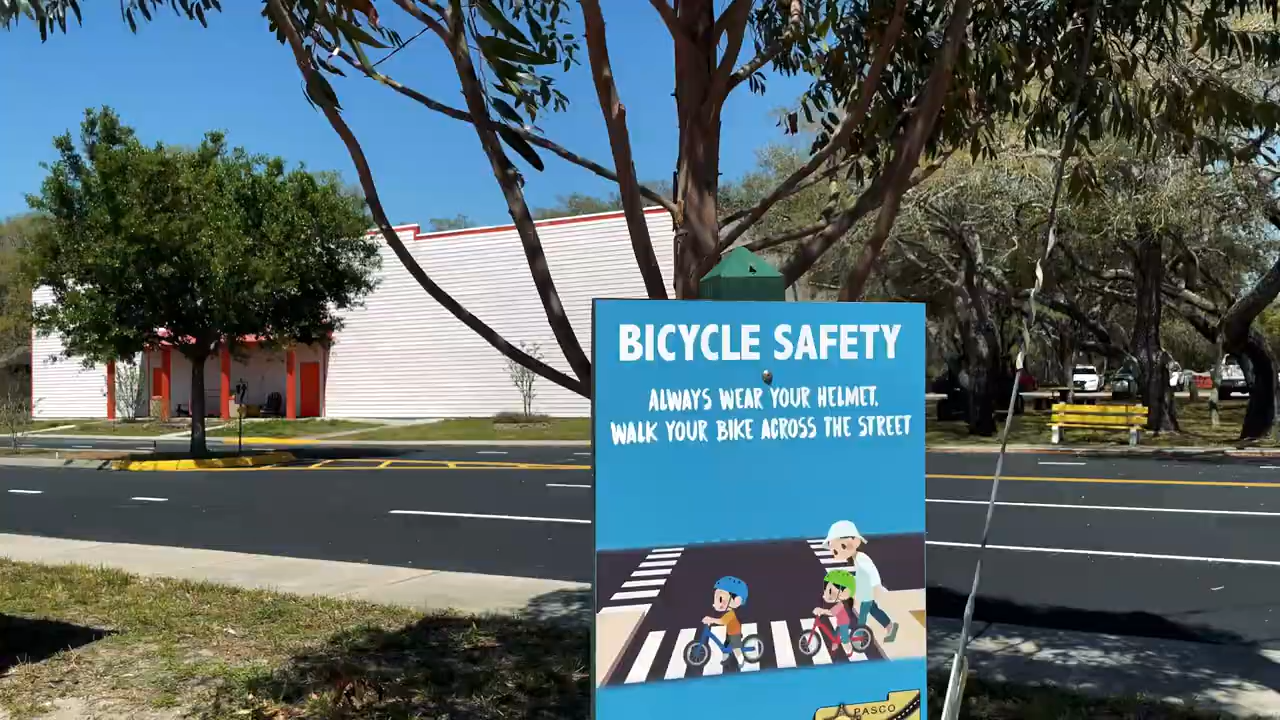 BICYCLE SAFETY
ALWAYS WEAR YOUR HELMET.
WALK YOUR BIKE ACROSS THE STREET
PASCO